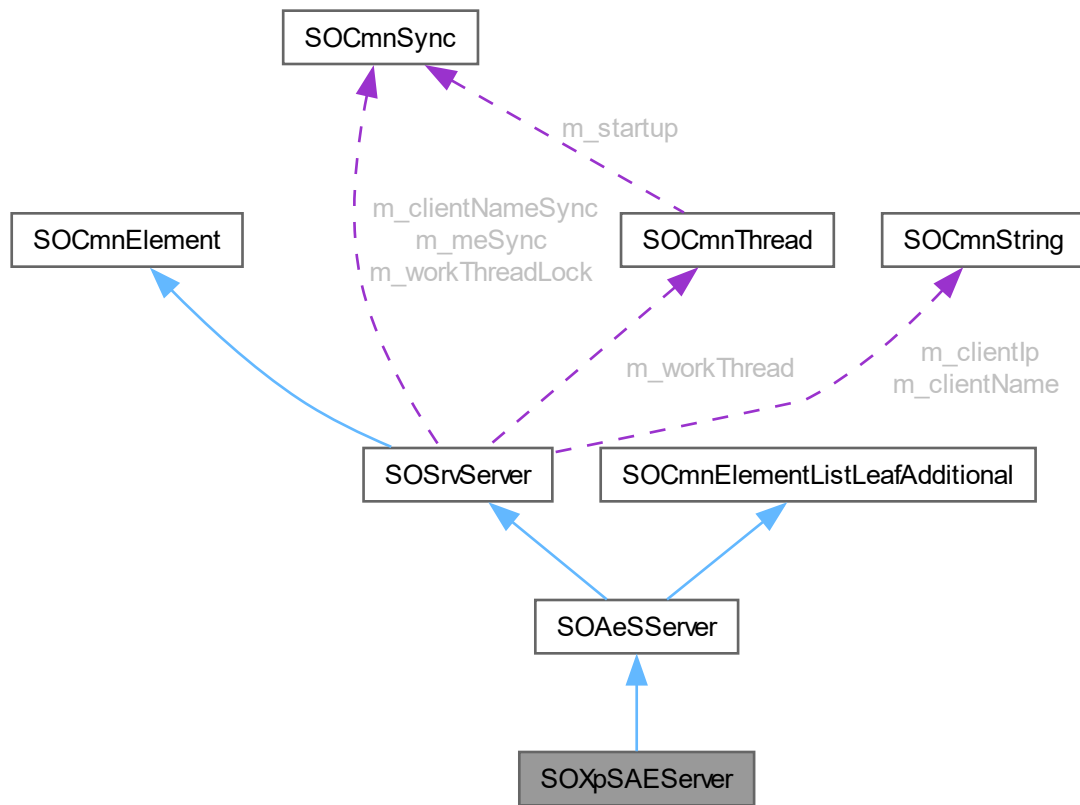 SOCmnSync
m_startup
m_clientNameSync
m_meSync
m_workThreadLock
SOCmnElement
SOCmnThread
SOCmnString
m_workThread
m_clientIp
m_clientName
SOSrvServer
SOCmnElementListLeafAdditional
SOAeSServer
SOXpSAEServer